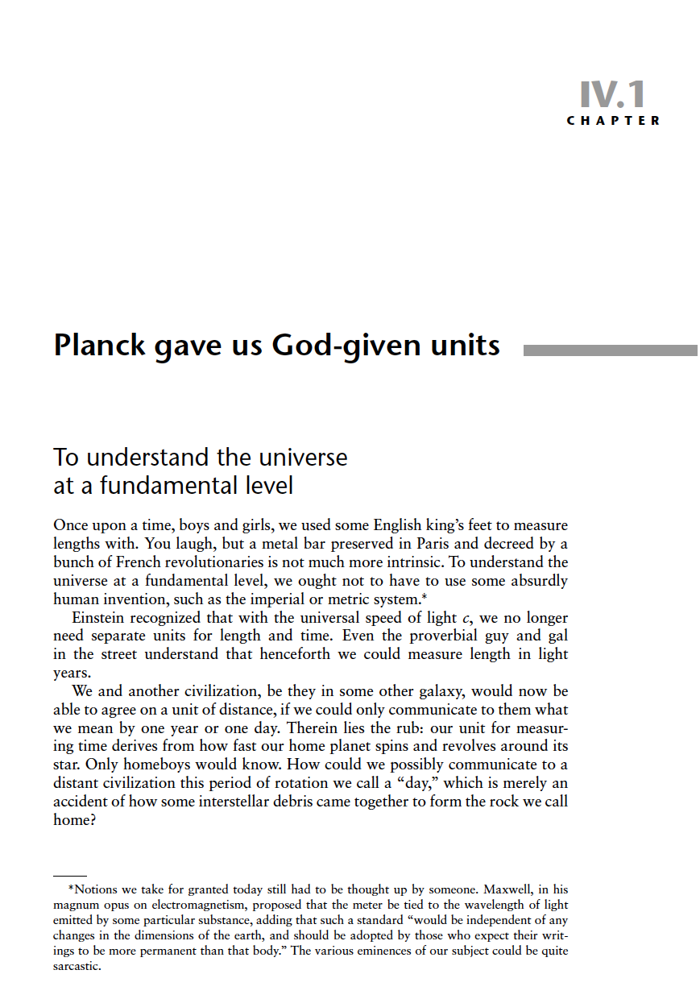 IV.1
CHAPTER
Planck gave us God-given units
To understand the universe
at a fundamental level
Once upon a time, boys and girls, we used some English king’s feet to measure
lengths with. You laugh, but a metal bar preserved in Paris and decreed by a
bunch of French revolutionaries is not much more intrinsic. To understand the
universe at a fundamental level, we ought not to have to use some absurdly
human invention, such as the imperial or metric system.*
Einstein recognized that with the universal speed of light c, we no longer
need separate units for length and time. Even the proverbial guy and gal
in the street understand that henceforth we could measure length in light
years.
We and another civilization, be they in some other galaxy, would now be
able to agree on a unit of distance, if we could only communicate to them what
we mean by one year or one day. Therein lies the rub: our unit for measur-
ing time derives from how fast our home planet spins and revolves around its
star. Only homeboys would know. How could we possibly communicate to a
distant civilization this period of rotation we call a “day,” which is merely an
accident of how some interstellar debris came together to form the rock we call
home?
*Notions we take for granted today still had to be thought up by someone. Maxwell, in his
magnum opus on electromagnetism, proposed that the meter be tied to the wavelength of light
emitted by some particular substance, adding that such a standard “would be independent of any
changes in the dimensions of the earth, and should be adopted by those who expect their writ-
ings to be more permanent than that body.” The various eminences of our subject could be quite
sarcastic.